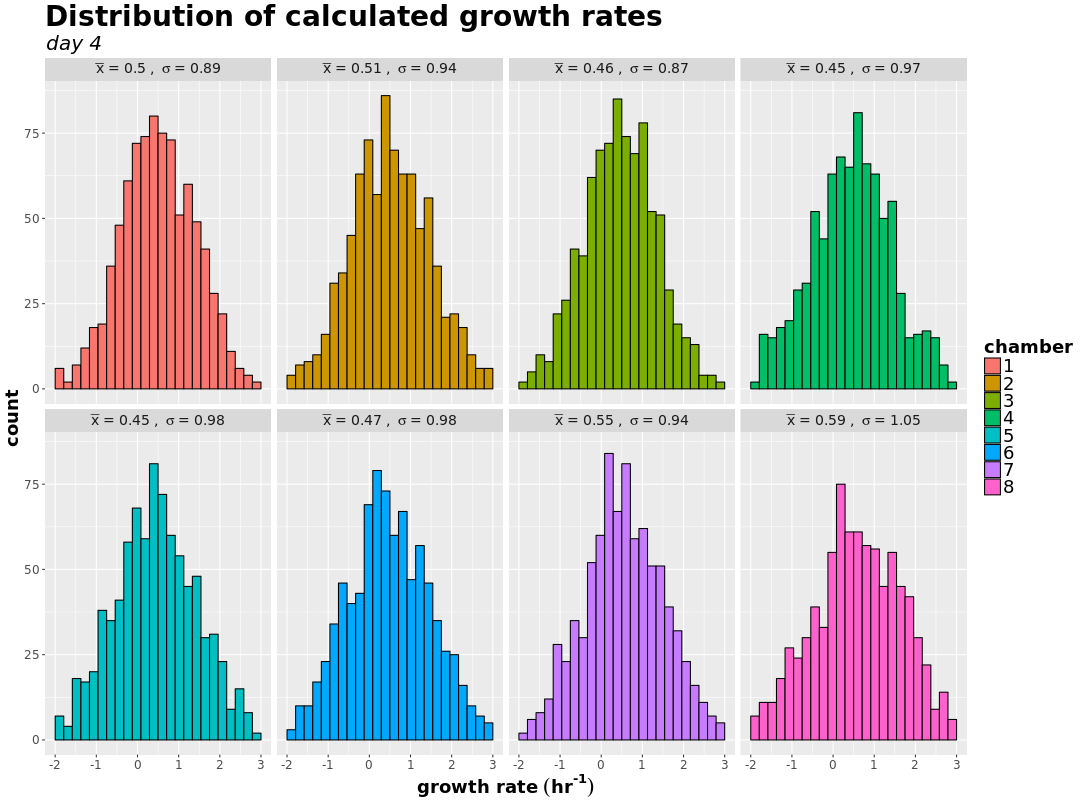 Distribution of calculated growth rates
day 4
x̅ = 0.5 , σ = 0.89
x̅ = 0.51 , σ = 0.94
x̅ = 0.46 , σ = 0.87
x̅ = 0.45 , σ = 0.97
75
50
25
0
x̅ = 0.45 , σ = 0.98
x̅ = 0.47 , σ = 0.98
x̅ = 0.55 , σ = 0.94
x̅ = 0.59 , σ = 1.05
75
50
25
0
-2 -1 0 1 2 3
-2 -1 0 1 2 3
-2 -1 0 1 2 3
-2 -1 0 1 2 3
count
growth rate (hr⁻¹)
chamber
1
2
3
4
5
6
7
8